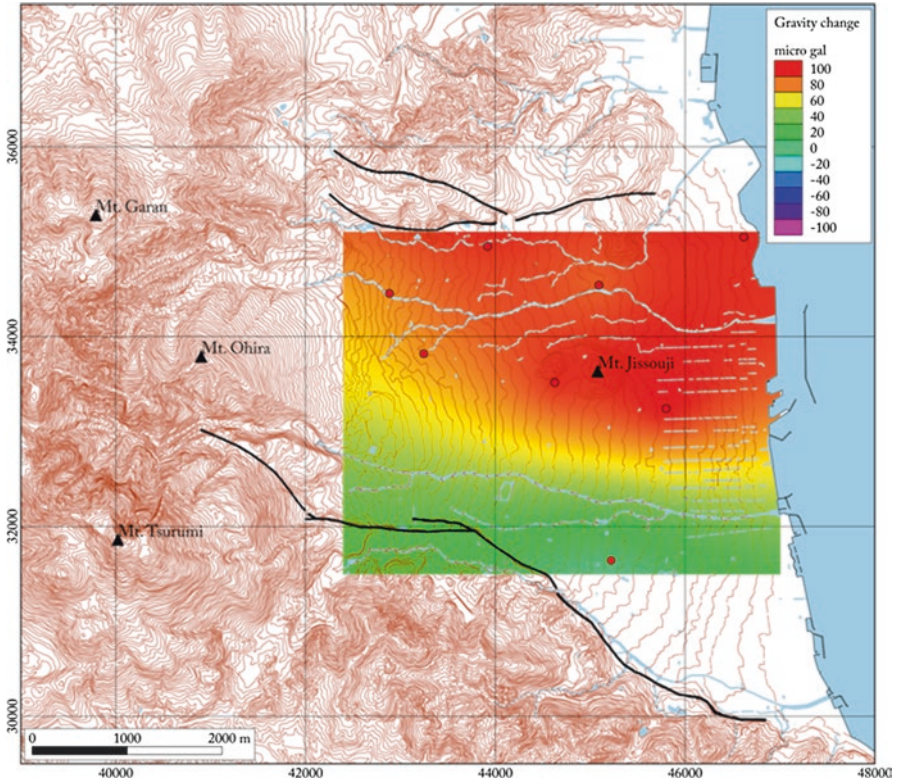 Gravity change
micro gal
100
80
60
40
20
0
-20
-40
-60
-80
-100
36000
Mt. Garan
34000
Mt. Ohira
Mt. Jissouji
32000
Mt. Tsurumi
30000
0 1000 2000 m
40000 42000 44000 46000 48000